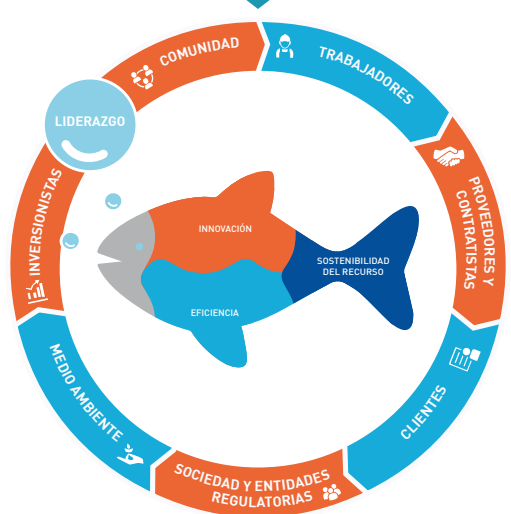 COMUNIDAD
TRABAJADORES
LIDERAZGO
PROVEEDORES Y
CONTRATISTAS
INVERSIONISTAS
INNOVACIÓN
SOSTENIBILIDAD
DEL RECURSO
EFICIENCIA
MEDIO AMBIENTE
CLIENTES
SOCIEDAD Y ENTIDADES
REGULATORIAS